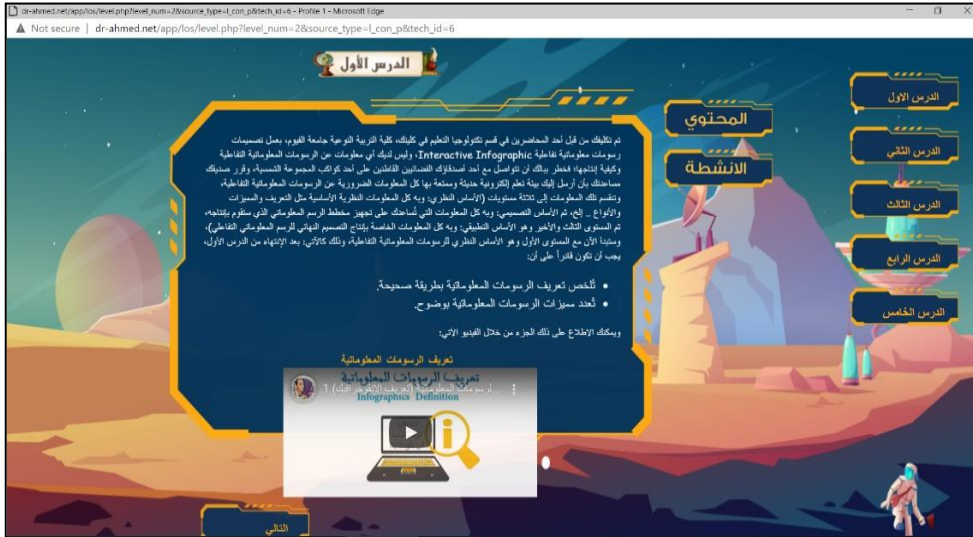 dr-ahmed.net/app/los/level.php?level_num=2&source_type=l_con_p&tech_id=6 - Profile 1 - Microsoft Edge
Not secure | dr-ahmed.net/app/los/level.php?level_num=2&source_type=l_con_p&tech_id=6
الدرس الأول
الدرس الاول
الدرس الثاني
الدرس الثالث
الدرس الرابع
الدرس الخامس
المحتوي
الانشطة
تم تكليفك من قبل أحد المحاضرين في قسم تكنولوجيا التعليم في كليتك، كلية التربية النوعية جامعة الفيوم، بعمل تصميمات
رسومات معلوماتية تفاعلية Interactive Infographic، وليس لديك أي معلومات عن الرسومات المعلوماتية التفاعلية
وكيفية إنتاجها؛ فخطر ببالك أن تتواصل مع أحد أصدقاؤك الفضائيين القاطنين على أحد كواكب المجموعة الشمسية، وقرر صديقك
مساعدتك بأن أرسل إليك بيئة تعلم إلكترونية حديثة وممتعة بها كل المعلومات الضرورية عن الرسومات المعلوماتية التفاعلية،
وتنقسم تلك المعلومات إلى ثلاثة مستويات (الأساس النظري: وبه كل المعلومات النظرية الأساسية مثل التعريف والمميزات
والأنواع .. إلخ، ثم الأساس التصميمي: وبه كل المعلومات التي تُساعدك على تجهيز مخطط الرسم المعلوماتي الذي ستقوم بإنتاجه،
ثم المستوى الثالث والأخير وهو الأساس التطبيقي: وبه كل المعلومات الخاصة بإنتاج التصميم النهائي للرسم المعلوماتي التفاعلي)،
وستبدأ الآن مع المستوى الأول وهو الأساس النظري للرسومات المعلوماتية التفاعلية، وذلك كالآتي: بعد الإنتهاء من الدرس الأول،
يجب أن تكون قادراً على أن:
• تُلخص تعريف الرسومات المعلوماتية بطريقة صحيحة.
• تُعدد مميزات الرسومات المعلوماتية بوضوح.
ويمكنك الاطلاع على ذلك الجزء من خلال الفيديو الاتي:
تعريف الرسومات المعلوماتية
تعريف الرسومات المعلوماتية
Infographics Definition
التالي